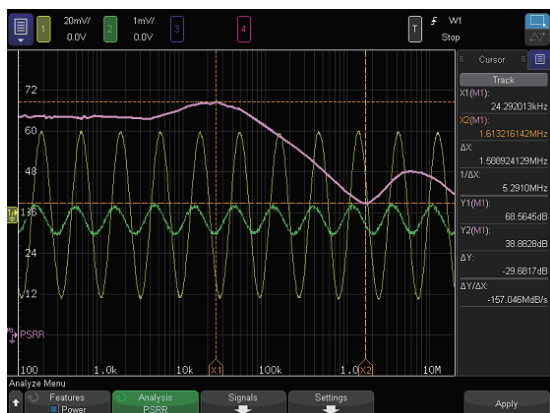 1 20mV/ 0.0V 2 1mV/ 0.0V 3 4 T W1 Stop
Cursor
Track
X1(M1):
24.292013kHz
X2(M1):
1.613216142MHz
ΔX:
1.588924129MHz
1/ΔX:
5.2910MHz
Y1(M1):
68.5645dB
Y2(M1):
38.8828dB
ΔY:
-29.6817dB
ΔY/ΔX:
-157.046MdB/s
72
60
48
36
24
12
PSRR
100 1.0k 10k X1 100k 1.0 X2 10M
Analyze Menu
Features Power
Analysis PSRR
Signals
Settings
Apply